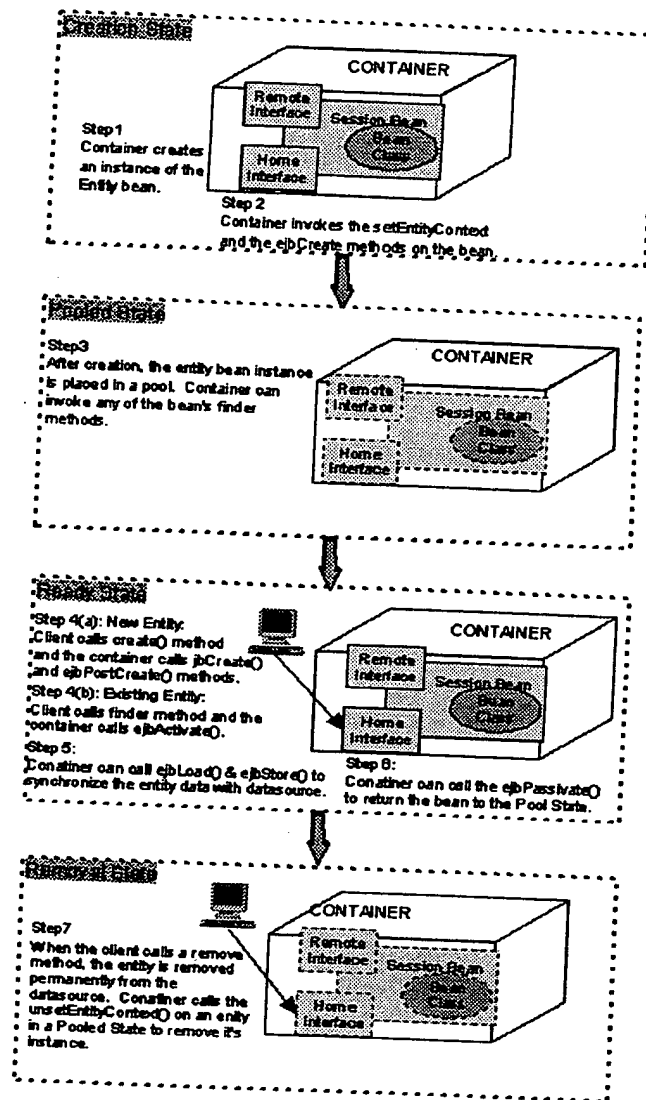 Creation State
CONTAINER
Remote
Interface
Session Bean
Bean
Class
Home
Interface
Step1
Container creates
an instance of the
Entity bean.
Step 2
Container invokes the setEntityContext
and the ejbCreate methods on the bean.
Pooled State
Step3
After creation, the entity bean instance
is placed in a pool. Container can
invoke any of the bean's finder
methods.
CONTAINER
Remote
Interface
Session Bean
Bean
Class
Home
Interface
Ready State
Step 4(a): New Entity:
Client calls create() method
and the container calls jbCreate()
and ejbPostCreate() methods.
Step 4(b): Existing Entity:
Client calls finder method and the
container calls ejbActivate().
Step 5:
Conatiner can call ejbLoad() & ejbStore() to
synchronize the entity data with datasource.
CONTAINER
Remote
Interface
Session Bean
Bean
Class
Home
Interface
Step 6:
Conatiner can call the ejbPassivate()
to return the bean to the Pool State.
Removal State
Step7
When the client calls a remove
method, the entity is removed
permanently from the
datasource. Conatiner calls the
unsetEntityContext() on an enity
in a Pooled State to remove it's
instance.
CONTAINER
Remote
Interface
Session Bean
Bean
Class
Home
Interface